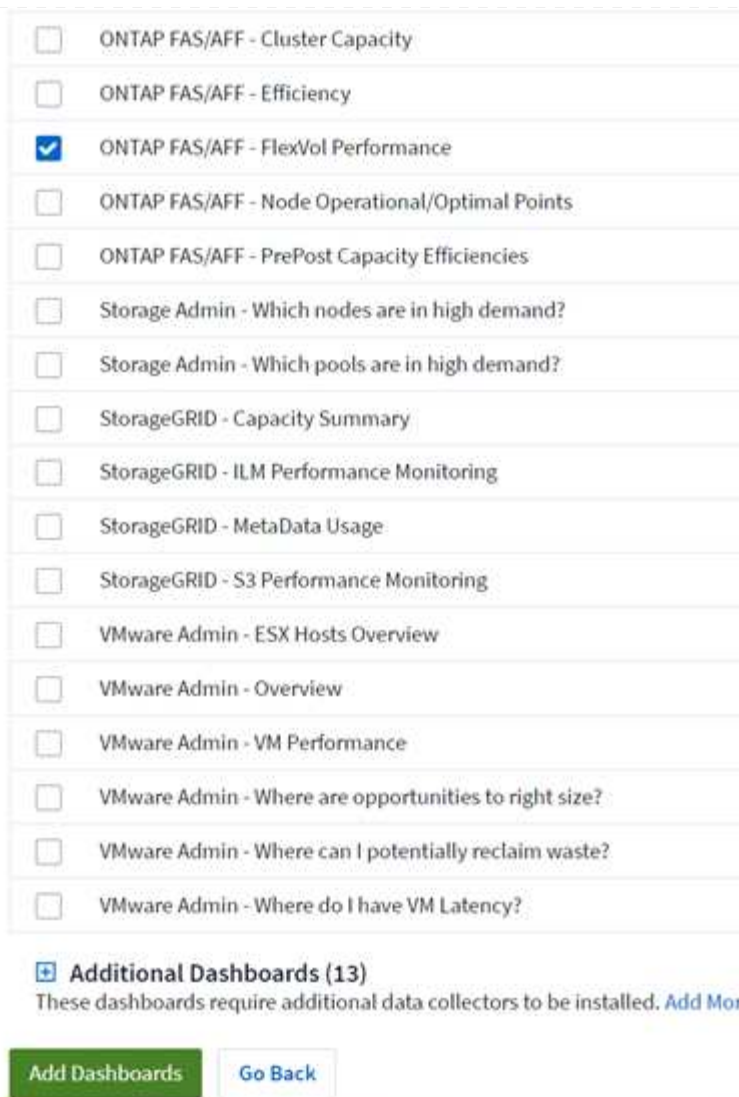 ONTAP FAS/AFF - Cluster Capacity
ONTAP FAS/AFF - Efficiency
ONTAP FAS/AFF - FlexVol Performance
ONTAP FAS/AFF - Node Operational/Optimal Points
ONTAP FAS/AFF - PrePost Capacity Efficiencies
Storage Admin - Which nodes are in high demand?
Storage Admin - Which pools are in high demand?
StorageGRID - Capacity Summary
StorageGRID - ILM Performance Monitoring
StorageGRID - MetaData Usage
StorageGRID - S3 Performance Monitoring
VMware Admin - ESX Hosts Overview
VMware Admin - Overview
VMware Admin - VM Performance
VMware Admin - Where are opportunities to right size?
VMware Admin - Where can I potentially reclaim waste?
VMware Admin - Where do I have VM Latency?
Additional Dashboards (13)
These dashboards require additional data collectors to be installed. Add Mor
Add Dashboards Go Back